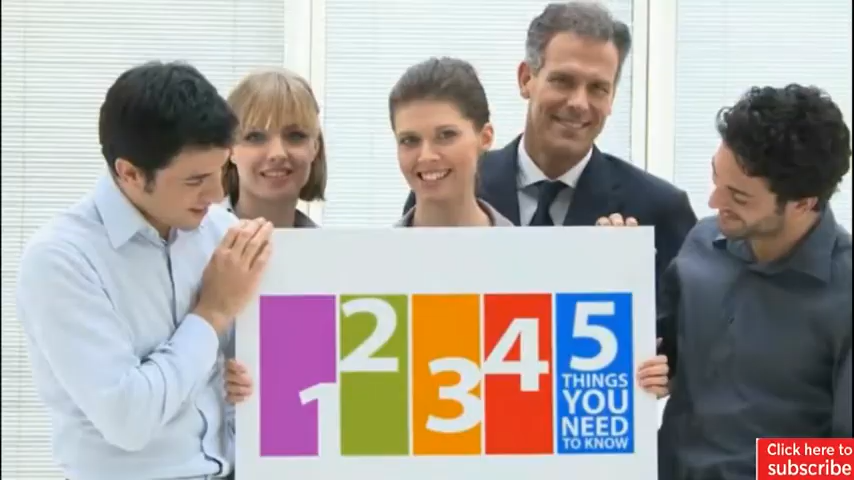 1 2 3 4 5
THINGS
YOU
NEED
TO KNOW
Click here to
subscribe